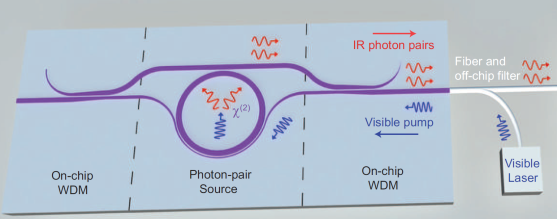 IR photon pairs
Fiber and
off-chip filter
χ(2)
Visible pump
On-chip
WDM
Photon-pair
Source
On-chip
WDM
Visible
Laser